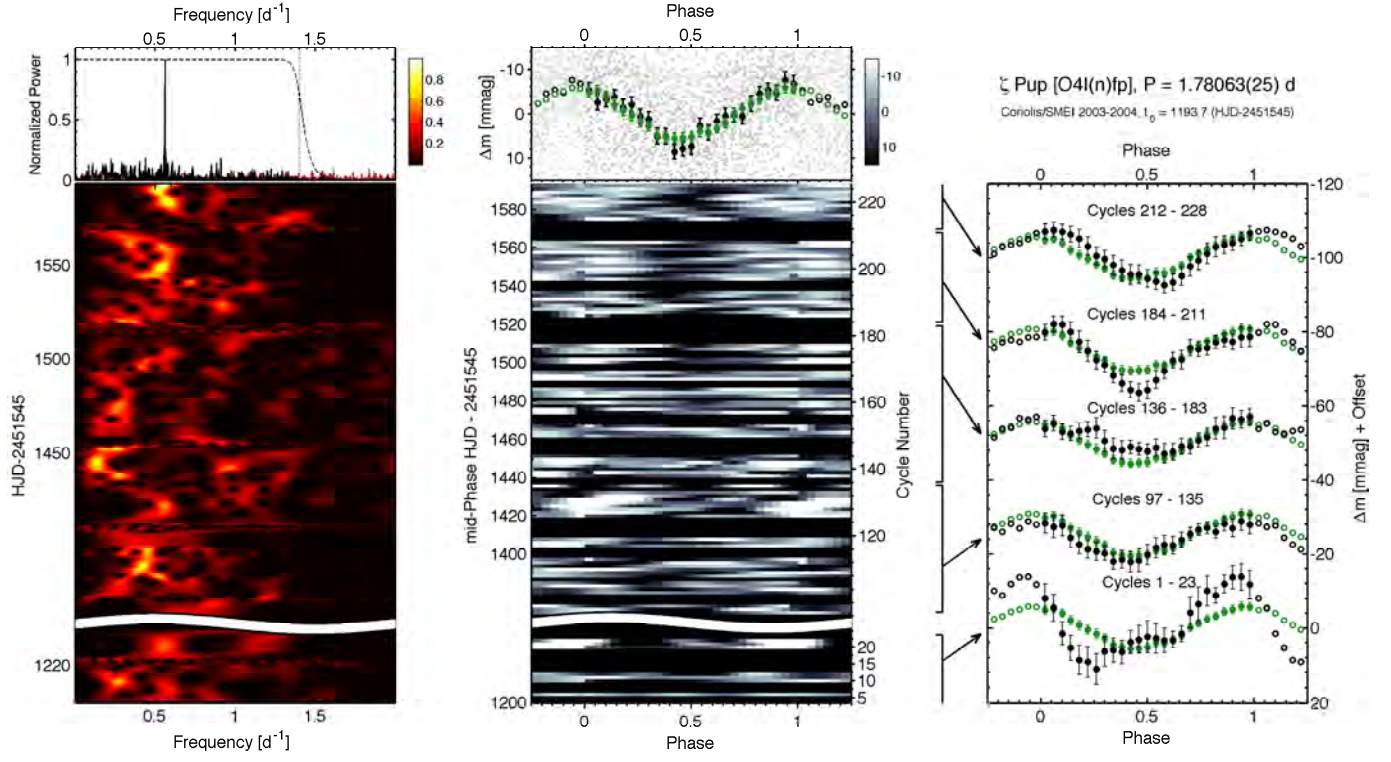 Frequency [d-1]
0.5 1 1.5
Normalized Power
1
0.5
0
0.8
0.6
0.4
0.2
HJD-2451545
1550
1500
1450
1220
0.5 1 1.5
Frequency [d-1]
Phase
0 0.5 1
Δm [mmag]
-10
0
10
-10
0
10
mid-Phase HJD - 2451545
1580
1560
1540
1520
1500
1480
1460
1440
1420
1400
1200
Cycle Number
220
200
180
160
140
120
20
15
10
5
0 0.5 1
Phase
ζ Pup [O4I(n)fp], P = 1.78063(25) d
Coriolis/SMEI 2003-2004, t0 = 1193.7 (HJD-2451545)
Phase
0 0.5 1
Cycles 212 - 228
Cycles 184 - 211
Cycles 136 - 183
Cycles 97 - 135
Cycles 1 - 23
-120
-100
-80
-60
-40
-20
0
20
Δm [mmag] + Offset
0 0.5 1
Phase